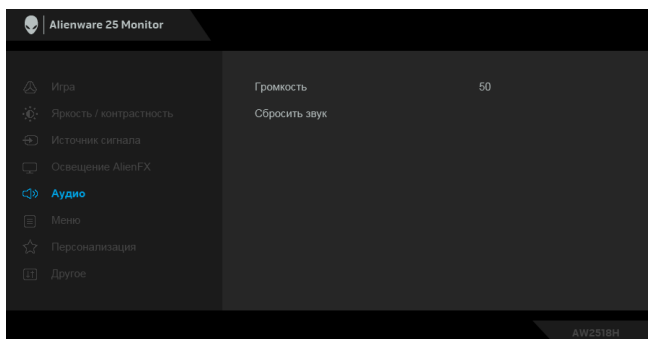 Alienware 25 Monitor
Игра
Яркость / контрастность
Источник сигнала
Освещение AlienFX
Аудио
Меню
Персонализация
Другое
Громкость 50
Сбросить звук
AW2518H